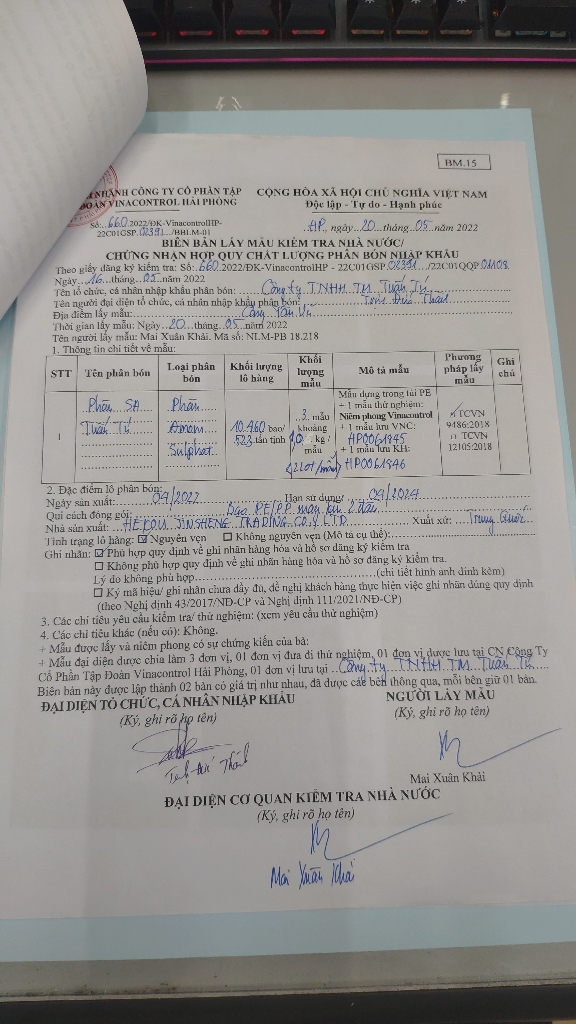 BM.15
NHÁNH CÔNG TY CỔ PHẦN TẬP
ĐOÀN VINACONTROL HẢI PHÒNG
CỘNG HÒA XÃ HỘI CHỦ NGHĨA VIỆT NAM
Độc lập - Tự do - Hạnh phúc
Số: 660.2022/ĐK-VinacontrolHP-
22C01GSP.02391.../BBLM-01
HP, ngày 20 tháng 05 năm 2022
BIÊN BẢN LẤY MẪU KIỂM TRA NHÀ NƯỚC/
CHỨNG NHẬN HỢP QUY CHẤT LƯỢNG PHÂN BÓN NHẬP KHẨU
Theo giấy đăng ký kiểm tra: Số: 660.2022/ĐK-VinacontrolHP - 22C01GSP.02391.../22C01QQP.01108
Ngày 16 tháng 05 năm 2022
Tên tổ chức, cá nhân nhập khẩu phân bón: Công ty TNHH TM Tuấn Tú
Tên người đại diện tổ chức, cá nhân nhập khẩu phân bón: Trịnh Đức Thành
Địa điểm lấy mẫu: Cảng Tân Vũ
Thời gian lấy mẫu: Ngày 20 tháng 05 năm 2022
Tên người lấy mẫu: Mai Xuân Khải. Mã số: NLM-PB 18.218
1. Thông tin chi tiết về mẫu:
STT Tên phân bón Loại phân bón Khối lượng lô hàng Khối lượng mẫu Mô tả mẫu Phương pháp lấy mẫu Ghi chú
1 Phân SA Tuấn Tú Phân Amoni Sulphat 10.460 bao/ 523 tấn tịnh 3 mẫu khoảng kg / mẫu
Mẫu đựng trong túi PE
+ 1 mẫu thử nghiệm:
Niêm phong Vinacontrol
+ 1 mẫu lưu VNC:
HP0061945
+ 1 mẫu lưu KH:
HP0061946
TCVN
9486:2018
TCVN
12105:2018
2. Đặc điểm lô phân bón:
Ngày sản xuất: 04/2022 Hạn sử dụng: 04/2024
Qui cách đóng gói: Bao PE/PP may kín 2 đầu
Nhà sản xuất: HEKOU JINSHENG TRADING CO.,LTD Xuất xứ: Trung Quốc
Tình trạng lô hàng: ☑ Nguyên vẹn ☐ Không nguyên vẹn (Mô tả cụ thể):
Ghi nhãn: ☑ Phù hợp quy định về ghi nhãn hàng hóa và hồ sơ đăng ký kiểm tra
☐ Không phù hợp quy định về ghi nhãn hàng hóa và hồ sơ đăng ký kiểm tra.
Lý do không phù hợp (chi tiết hình ảnh đính kèm)
☐ Ký mã hiệu/ ghi nhãn chưa đầy đủ, đề nghị khách hàng thực hiện việc ghi nhãn đúng quy định
(theo Nghị định 43/2017/NĐ-CP và Nghị định 111/2021/NĐ-CP)
3. Các chỉ tiêu yêu cầu kiểm tra/ thử nghiệm: (xem yêu cầu thử nghiệm)
4. Các chỉ tiêu khác (nếu có): Không.
+ Mẫu được lấy và niêm phong có sự chứng kiến của bà:
+ Mẫu đại diện được chia làm 3 đơn vị, 01 đơn vị đưa đi thử nghiệm, 01 đơn vị được lưu tại CN/Công Ty
Cổ Phần Tập Đoàn Vinacontrol Hải Phòng, 01 đơn vị lưu tại Công ty TNHH TM Tuấn Tú
Biên bản này được lập thành 02 bản có giá trị như nhau, đã được các bên thông qua, mỗi bên giữ 01 bản.
ĐẠI DIỆN TỔ CHỨC, CÁ NHÂN NHẬP KHẨU NGƯỜI LẤY MẪU
(Ký, ghi rõ họ tên) (Ký, ghi rõ họ tên)
Trịnh Đức Thành
Mai Xuân Khải
ĐẠI DIỆN CƠ QUAN KIỂM TRA NHÀ NƯỚC
(Ký, ghi rõ họ tên)
Mai Xuân Khải